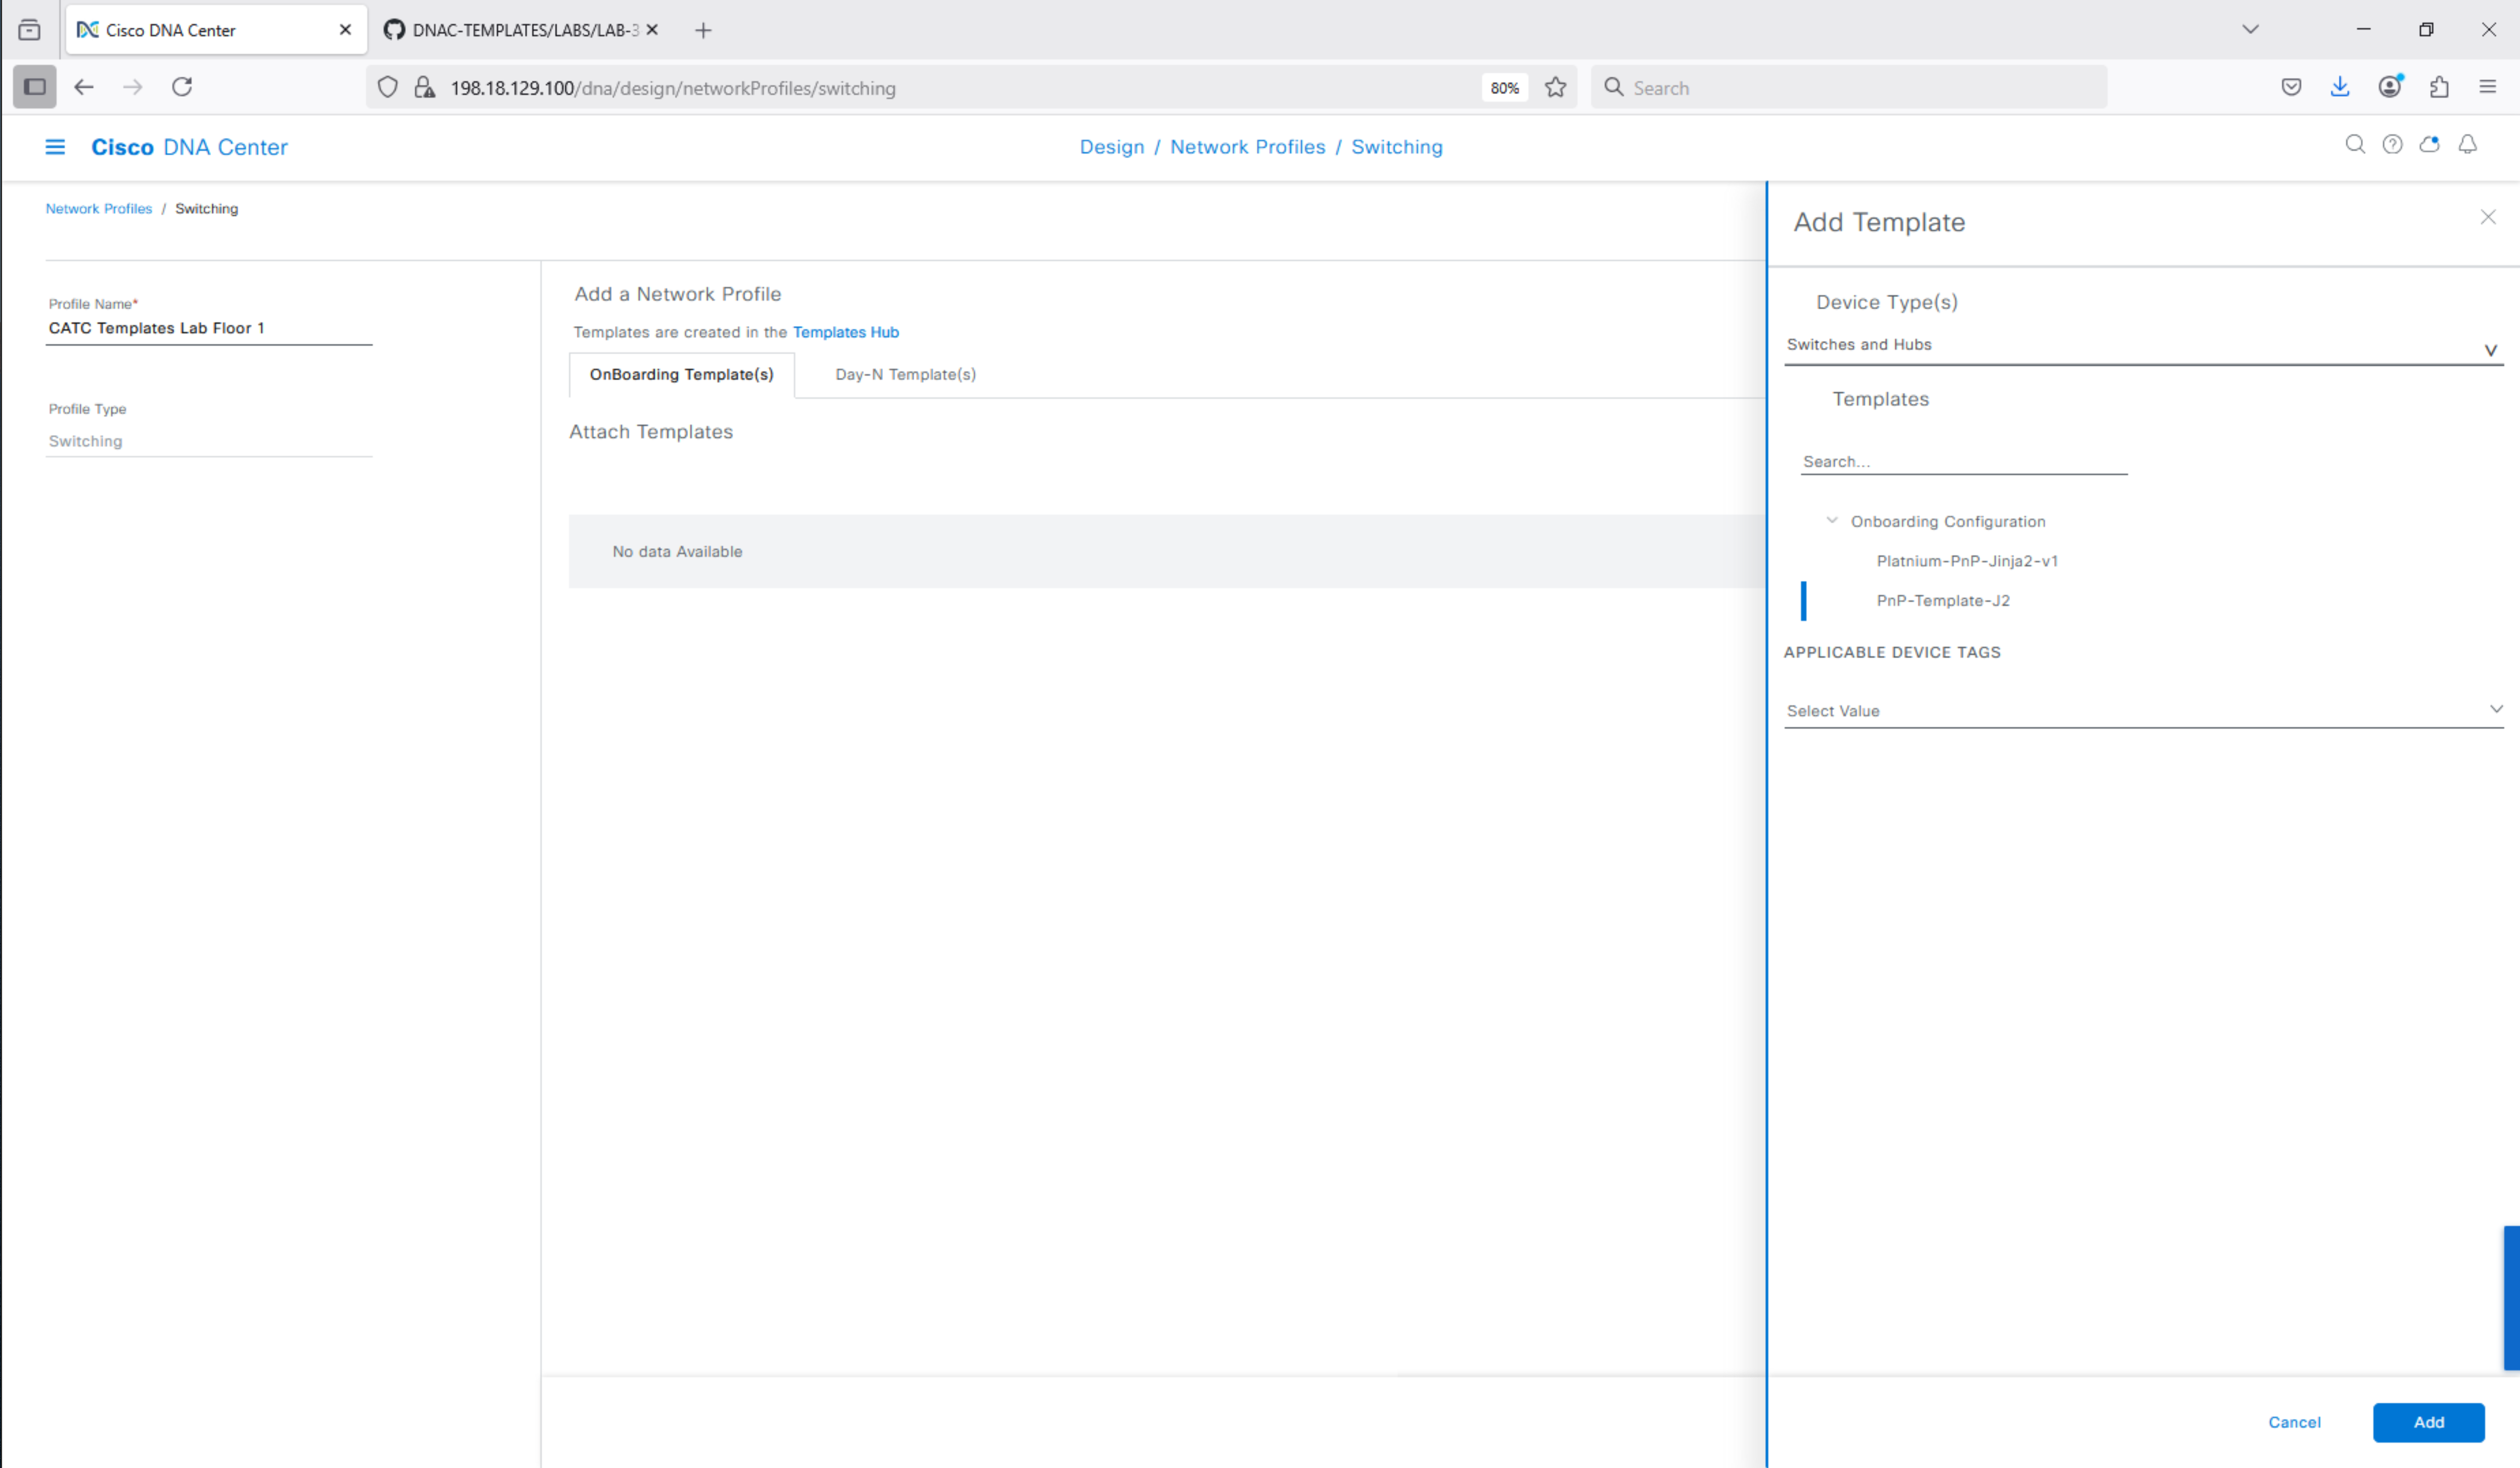 Cisco DNA Center
DNAC-TEMPLATES/LABS/LAB-3
198.18.129.100/dna/design/networkProfiles/switching
80%
Search
Cisco DNA Center
Design / Network Profiles / Switching
Network Profiles / Switching
Profile Name*
CATC Templates Lab Floor 1
Profile Type
Switching
Add a Network Profile
Templates are created in the Templates Hub
OnBoarding Template(s)
Day-N Template(s)
Attach Templates
No data Available
Add Template
Device Type(s)
Switches and Hubs
Templates
Search...
Onboarding Configuration
Platnium-PnP-Jinja2-v1
PnP-Template-J2
APPLICABLE DEVICE TAGS
Select Value
Cancel
Add